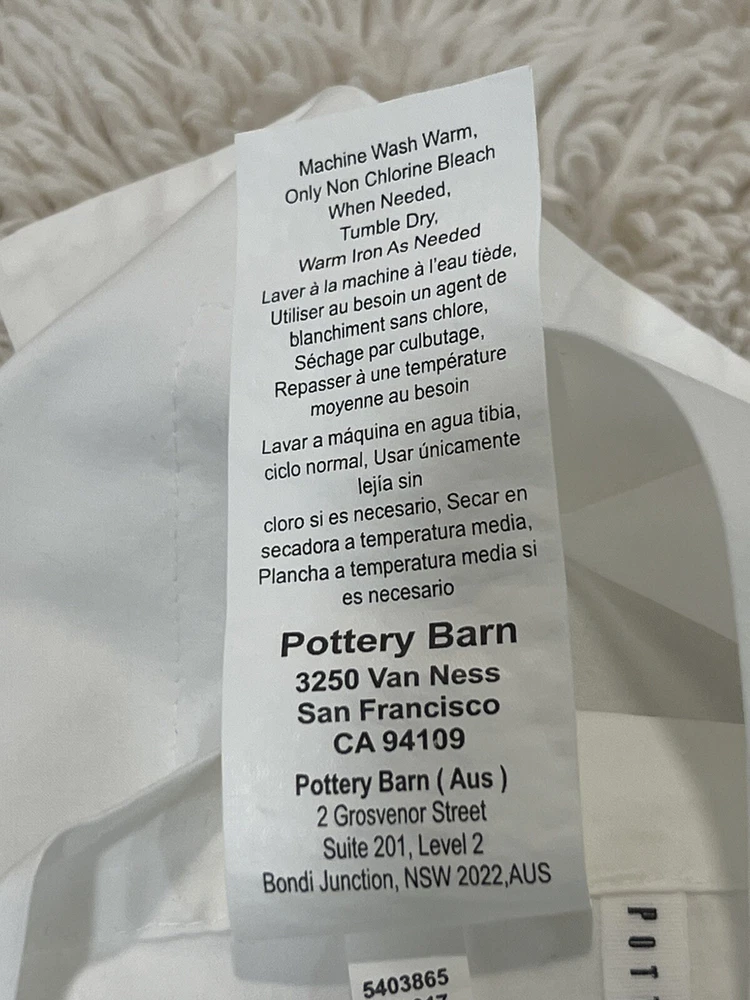 Machine Wash Warm,
Only Non Chlorine Bleach
When Needed,
Tumble Dry,
Warm Iron As Needed
Laver à la machine à l'eau tiède,
Utiliser au besoin un agent de
blanchiment sans chlore,
Séchage par culbutage,
Repasser à une température
moyenne au besoin
Lavar a máquina en agua tibia,
ciclo normal, Usar únicamente
lejía sin
cloro si es necesario, Secar en
secadora a temperatura media,
Plancha a temperatura media si
es necesario
Pottery Barn
3250 Van Ness
San Francisco
CA 94109
Pottery Barn ( Aus )
2 Grosvenor Street
Suite 201, Level 2
Bondi Junction, NSW 2022,AUS
5403865
POT